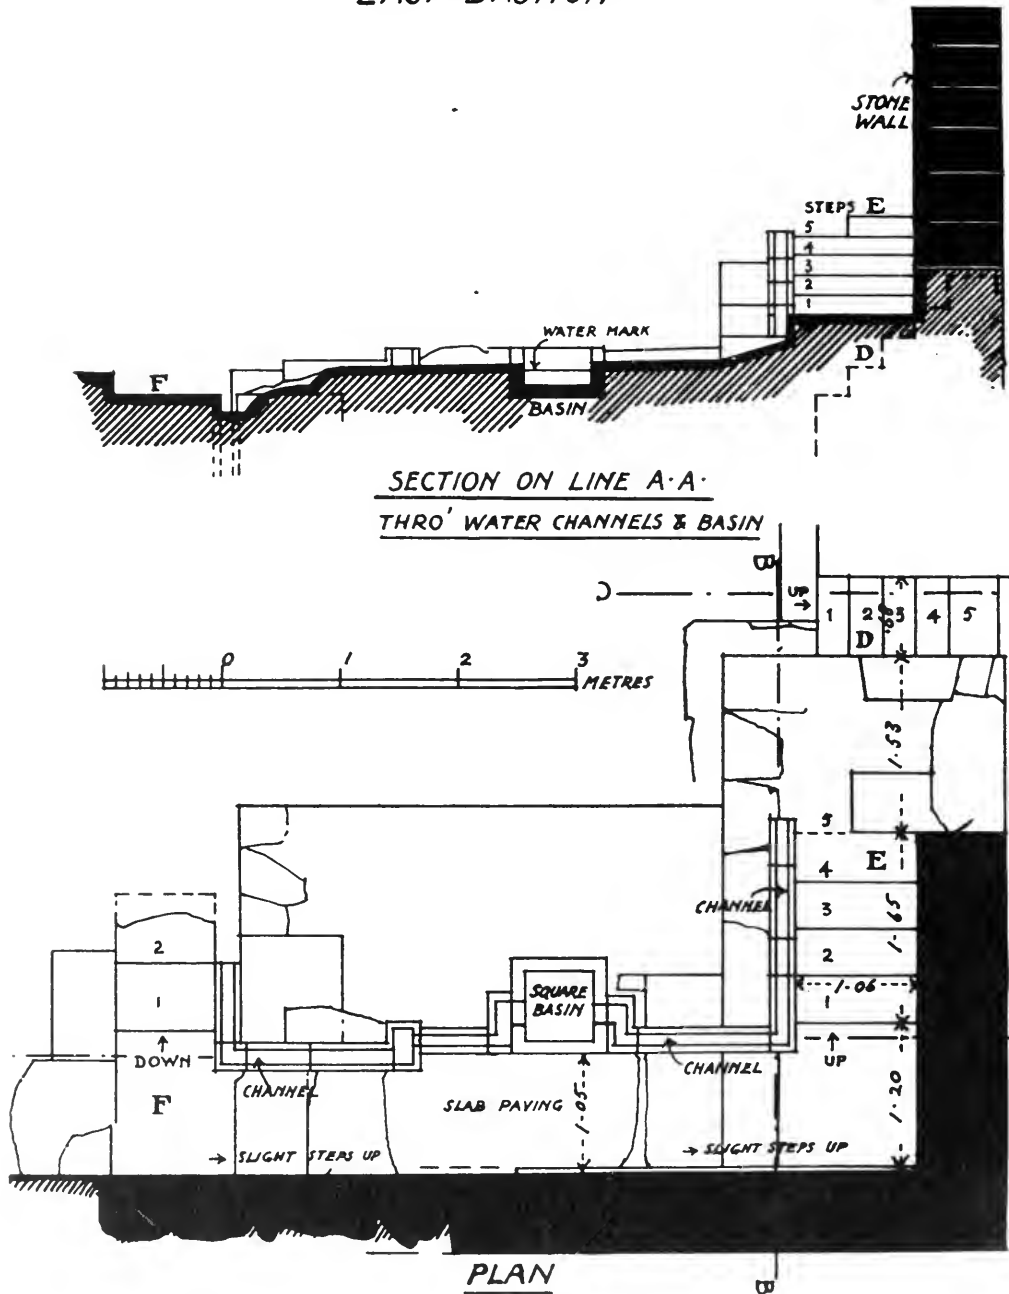 EAST BASTION
STONE
WALL
STEPS E
5
4
3
2
1
WATER MARK
D
F
BASIN
SECTION ON LINE A·A·
THRO' WATER CHANNELS & BASIN
B
C
UP
1 2 3 4 5
.68
D
0 1 2 3
METRES
1·53
5
E
4
CHANNEL
3
1·65
2
2
SQUARE
BASIN
1·06
1
1
DOWN
UP
CHANNEL
CHANNEL
F
SLAB PAVING
1·05
1·20
→ SLIGHT STEPS UP
→ SLIGHT STEPS UP
PLAN
B